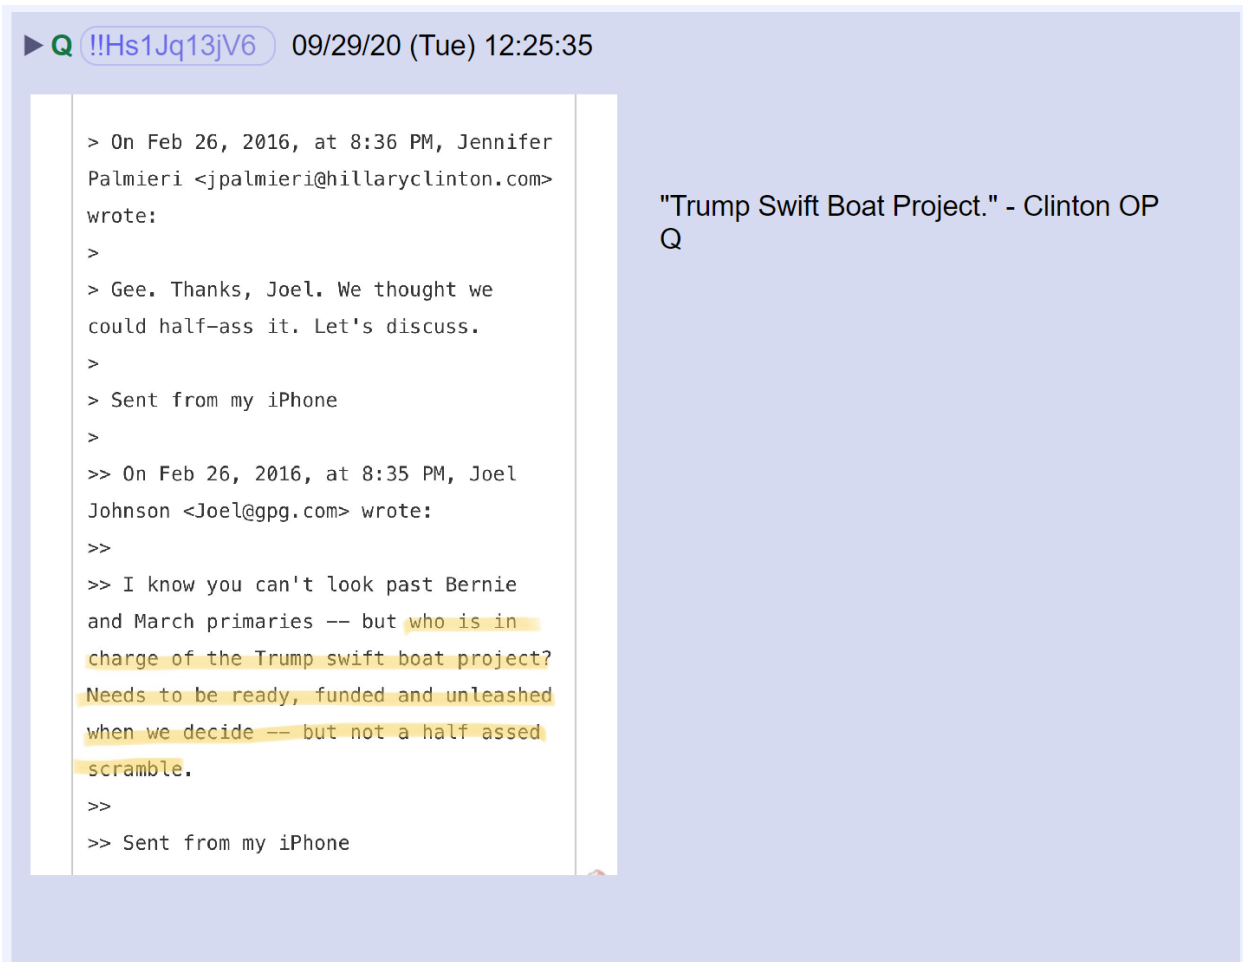 ▶ Q !!Hs1Jq13jV6 09/29/20 (Tue) 12:25:35
> On Feb 26, 2016, at 8:36 PM, Jennifer
Palmieri <jpalmieri@hillaryclinton.com>
wrote:
>
> Gee. Thanks, Joel. We thought we
could half-ass it. Let's discuss.
>
> Sent from my iPhone
>
>> On Feb 26, 2016, at 8:35 PM, Joel
Johnson <Joel@gpg.com> wrote:
>>
>> I know you can't look past Bernie
and March primaries -- but who is in
charge of the Trump swift boat project?
Needs to be ready, funded and unleashed
when we decide -- but not a half assed
scramble.
>>
>> Sent from my iPhone
"Trump Swift Boat Project." - Clinton OP
Q